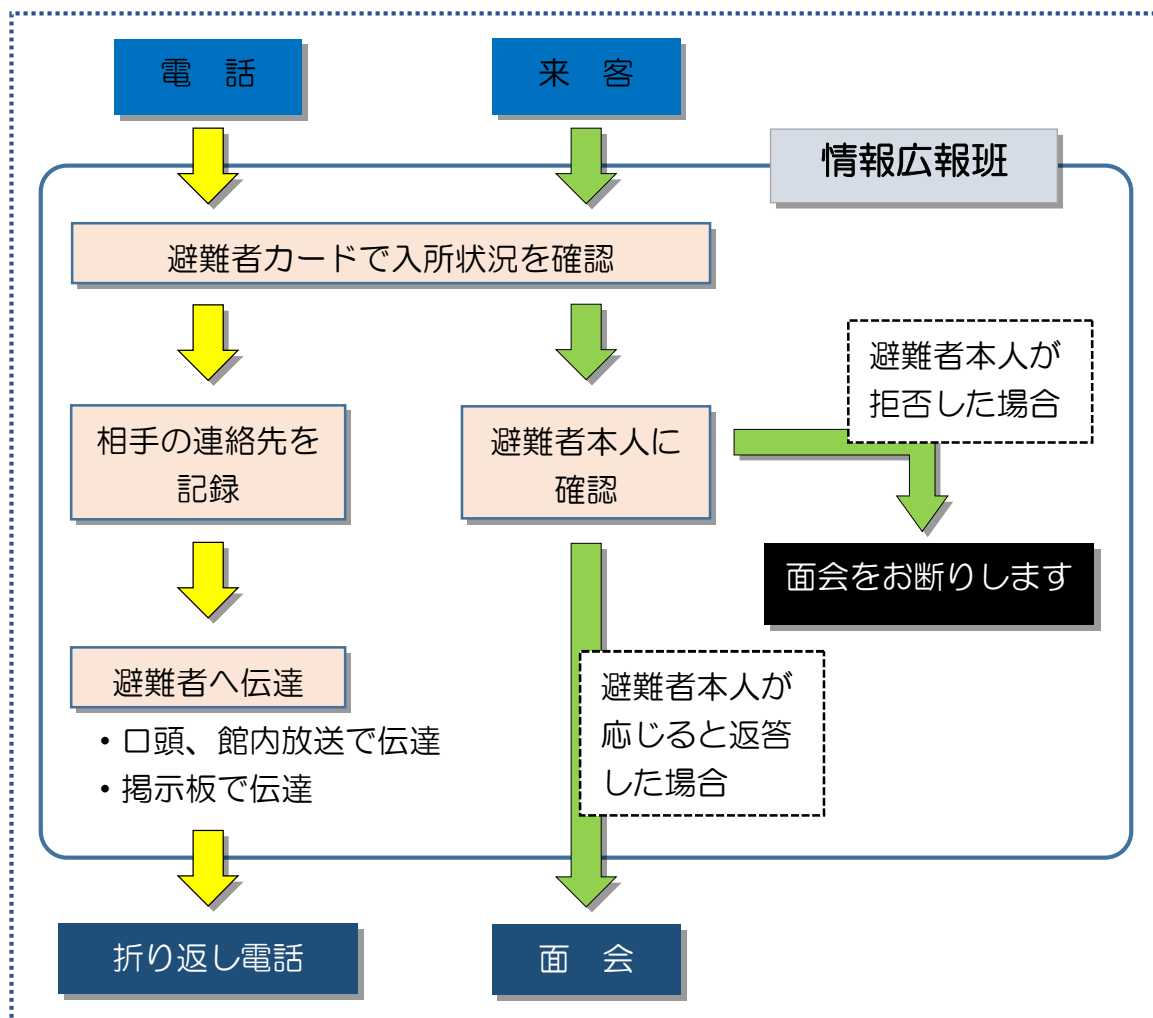 電　話
来　客
情報広報班
避難者カードで入所状況を確認
避難者本人が
拒否した場合
相手の連絡先を
記録
避難者本人に
確認
面会をお断りします
避難者へ伝達
・口頭、館内放送で伝達
・掲示板で伝達
避難者本人が
応じると返答
した場合
折り返し電話
面　会